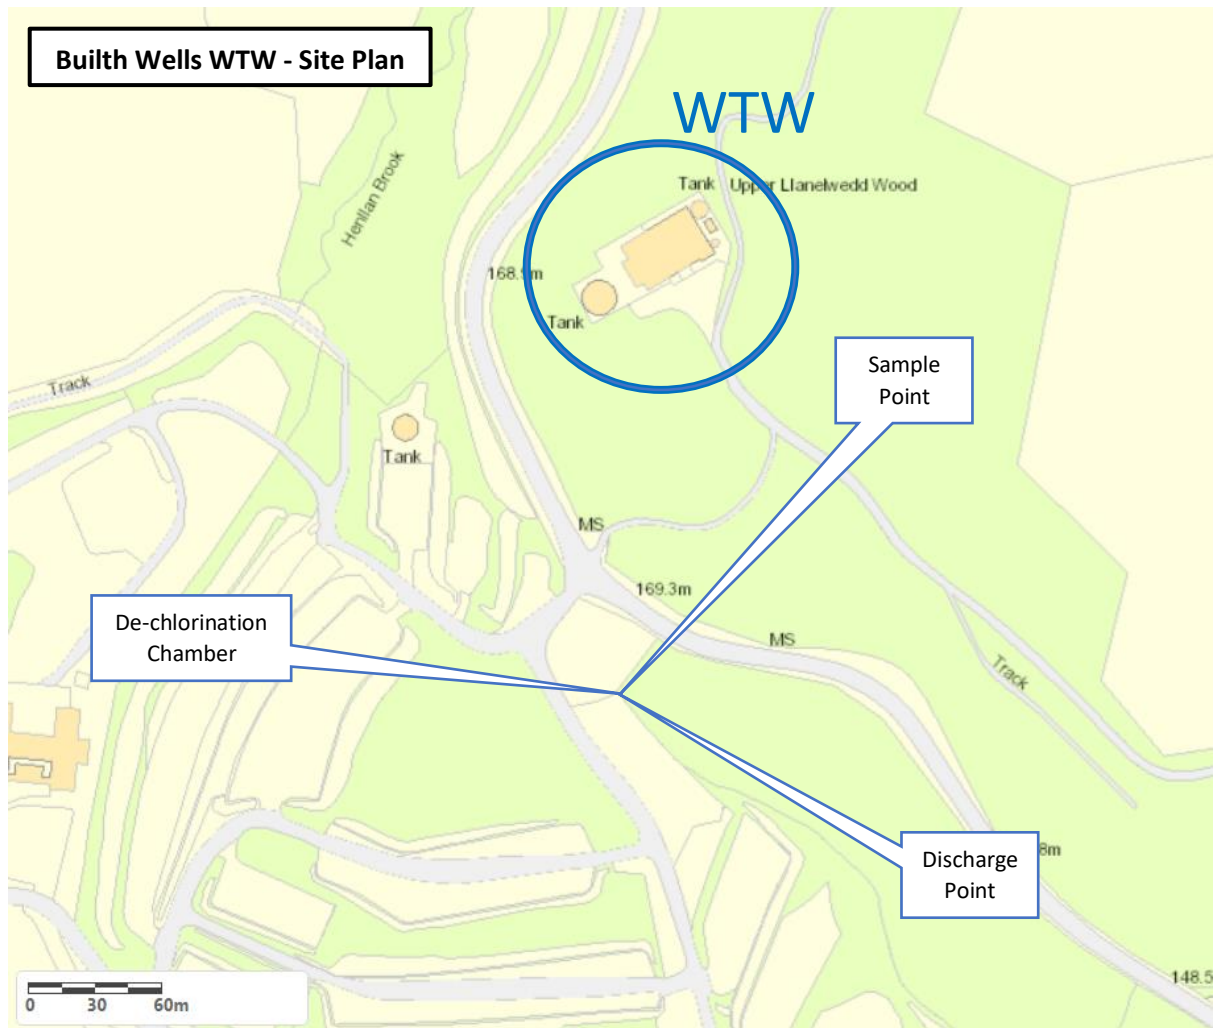 Builth Wells WTW - Site Plan
WTW
Henllan Brook
Tank
Upper Llanelwedd Wood
168.9m
Tank
Sample
Point
Track
Tank
MS
169.3m
De-chlorination
Chamber
MS
Track
Discharge
Point
8m
148.5
0 30 60m